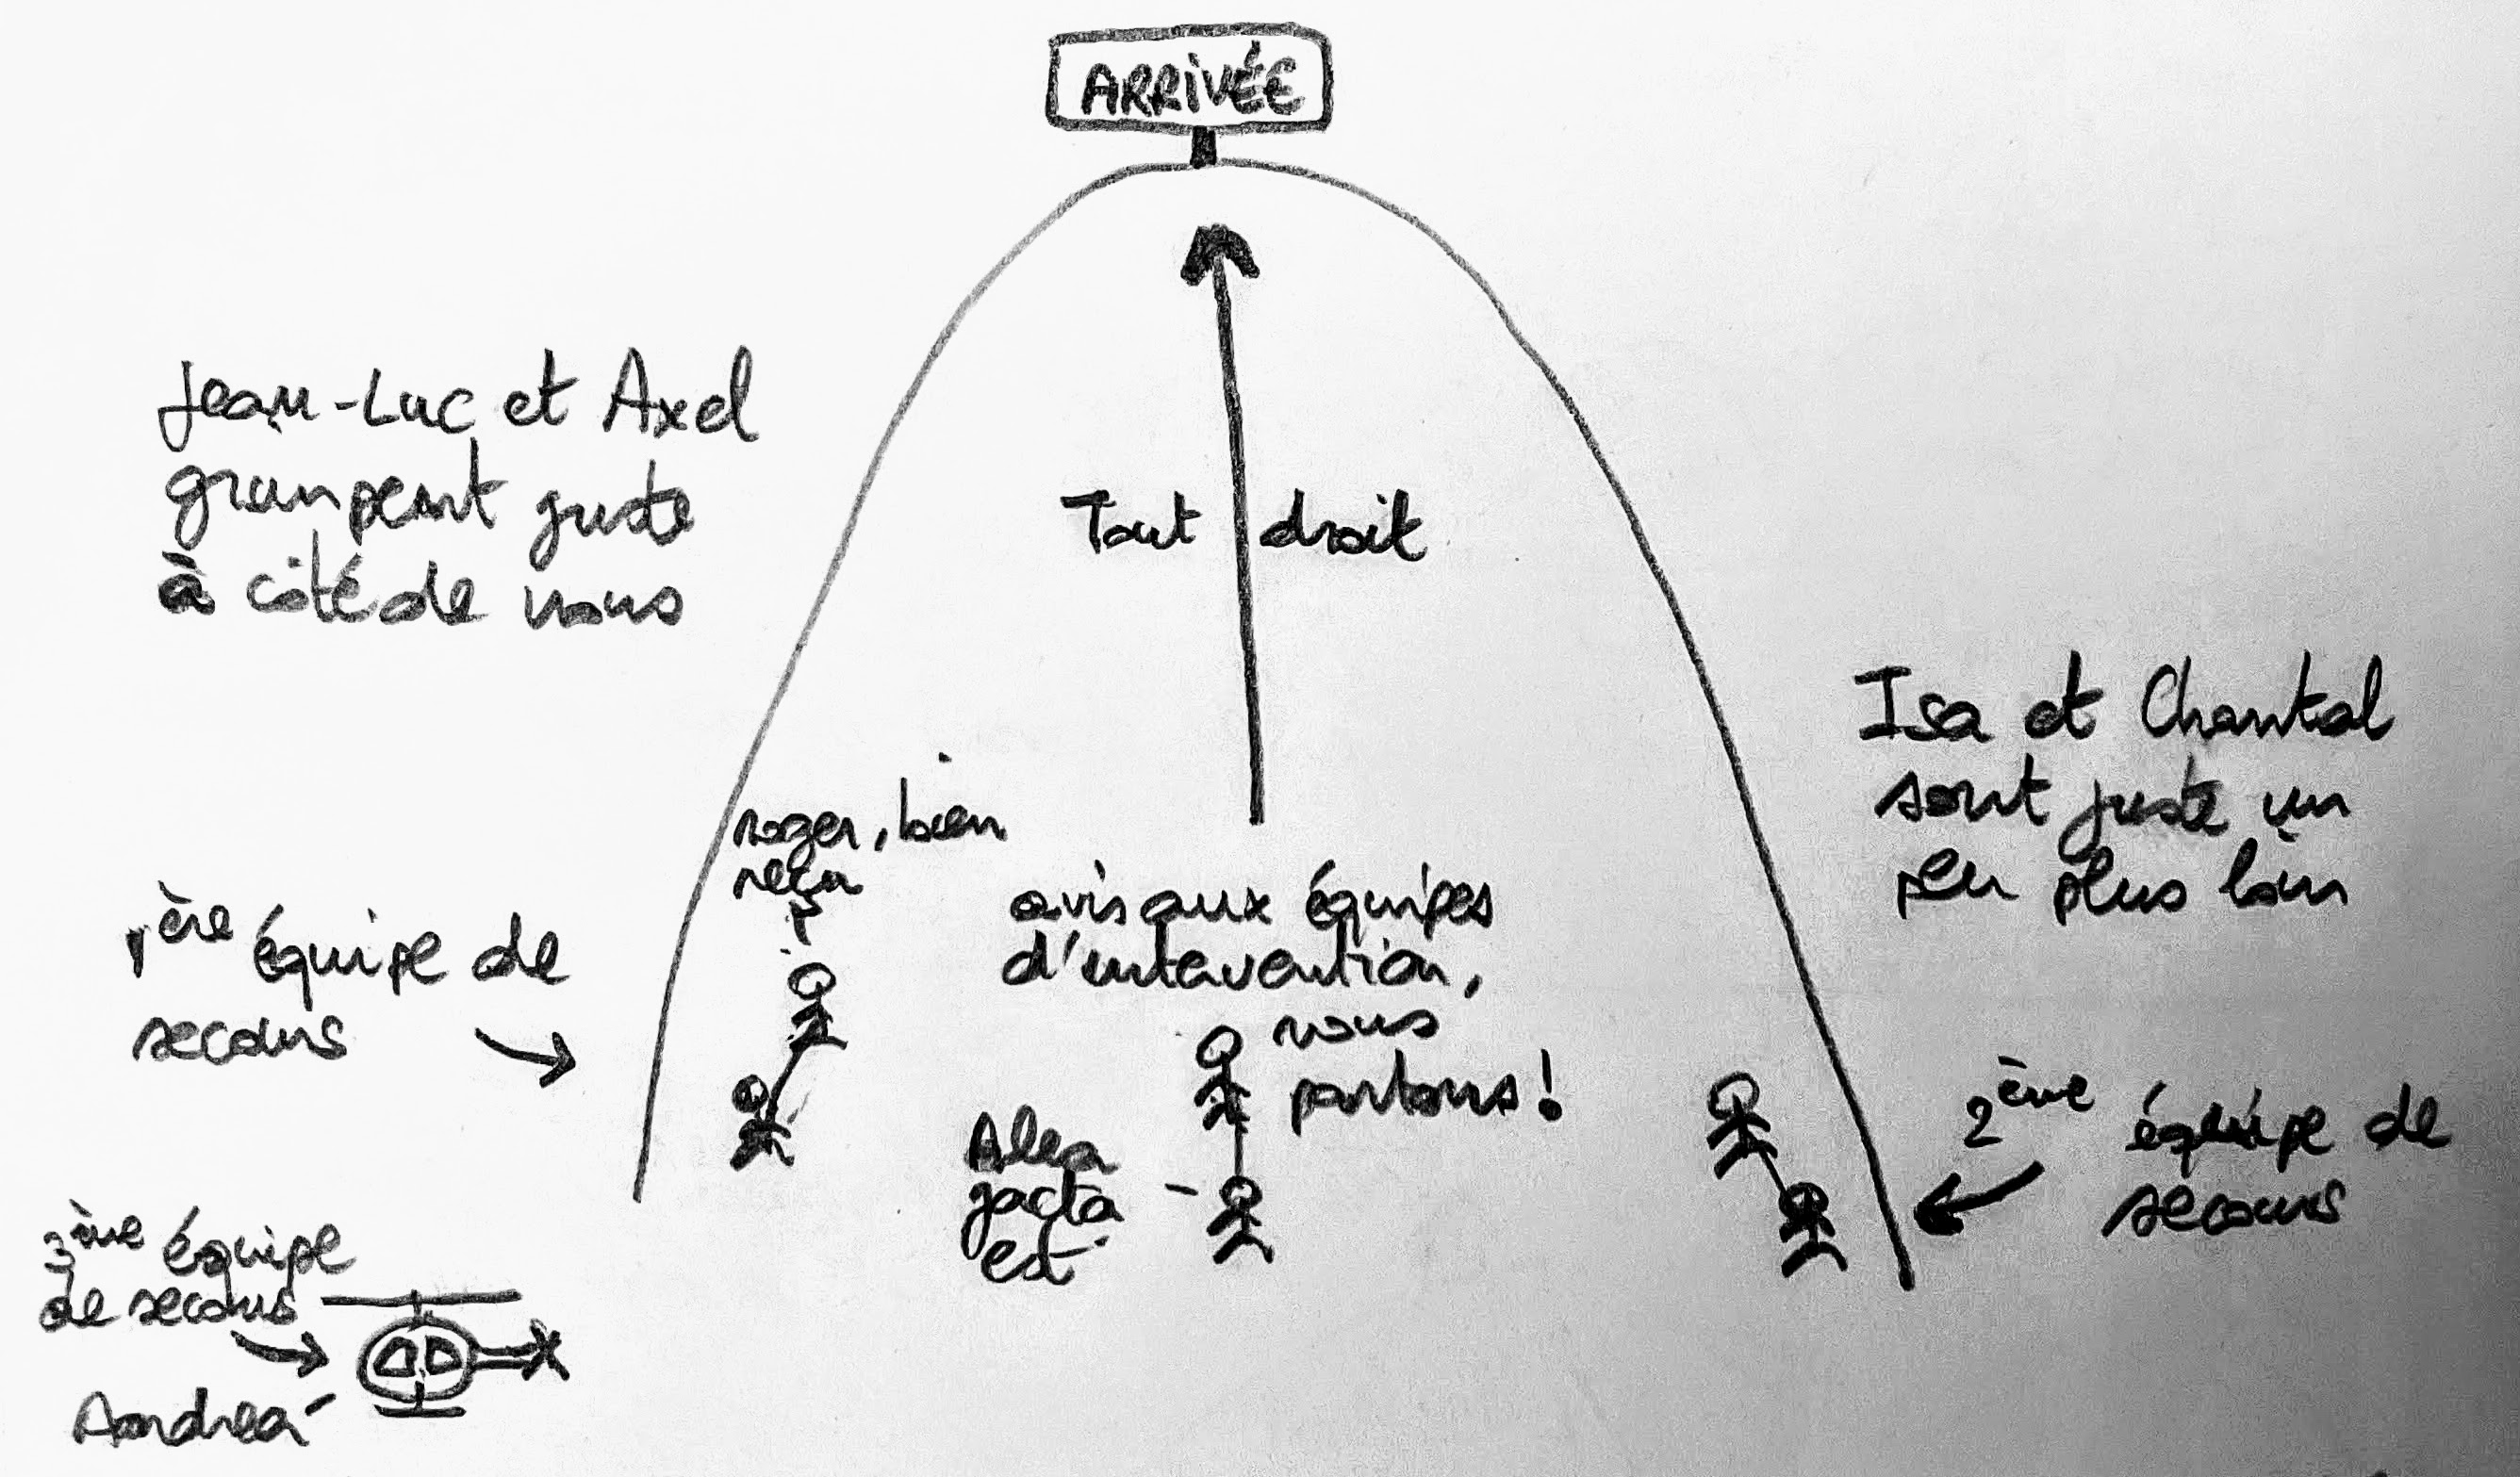 ARRIVÉE
Jean-Luc et Axel
grimpent juste
à côté de nous
Tout droit
Isa et Chantal
sont juste un
peu plus loin
roger, bien
reçu
avis aux équipes
d'intervention,
nous
partons !
1ère équipe de
secours
Alea
jacta
est
2ème équipe de
secours
3ème équipe
de secours
Andrea